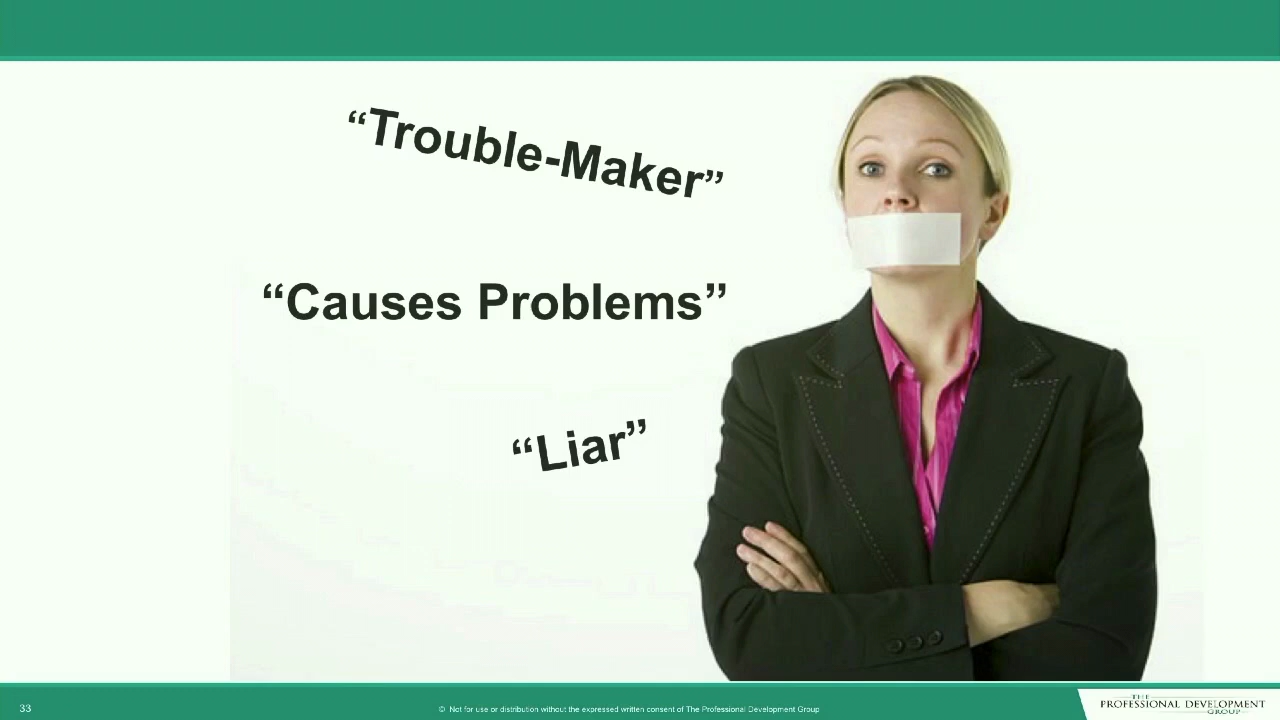 “Trouble-Maker”
“Causes Problems”
“Liar”
33
© Not for use or distribution without the expressed written consent of The Professional Development Group
THE
PROFESSIONAL DEVELOPMENT
GROUP